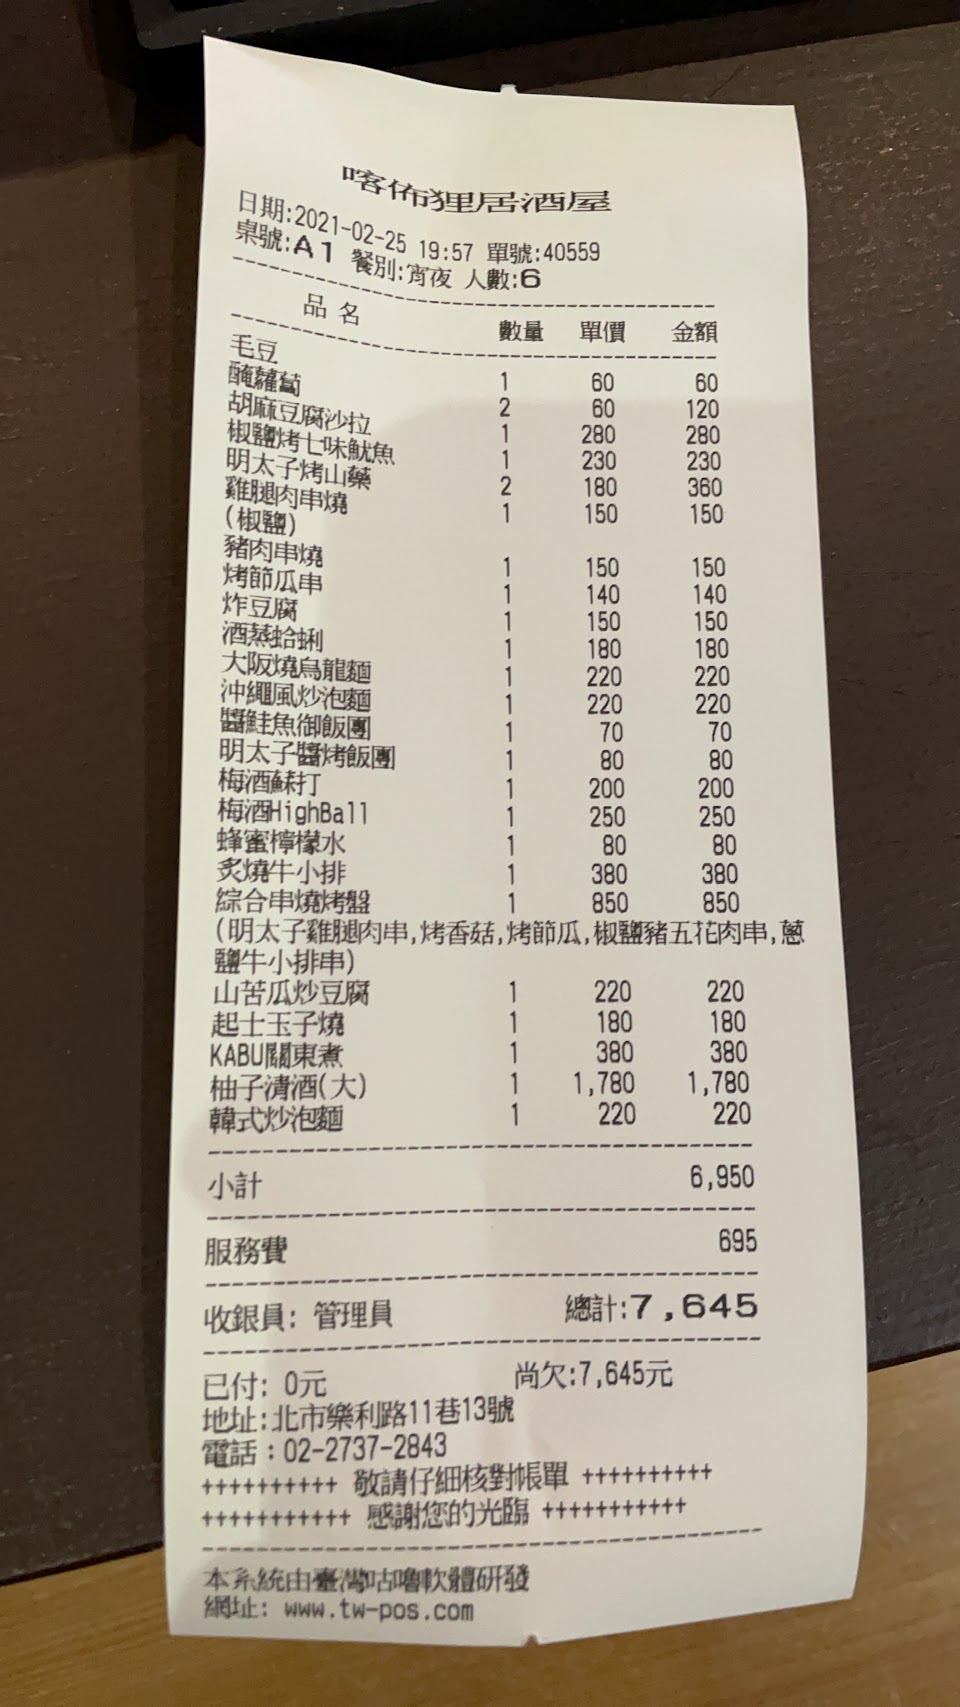 喀佈狸居酒屋
日期:2021-02-25 19:57 單號:40559
桌號:A1 餐別:宵夜 人數:6
品名 數量 單價 金額
毛豆 1 60 60
醃蘿蔔 2 60 120
胡麻豆腐沙拉 1 280 280
椒鹽烤七味魷魚 1 230 230
明太子烤山藥 2 180 360
雞腿肉串燒 1 150 150
(椒鹽)
豬肉串燒 1 150 150
烤節瓜串 1 140 140
炸豆腐 1 150 150
酒蒸蛤蜊 1 180 180
大阪燒烏龍麵 1 220 220
沖繩風炒泡麵 1 220 220
醬鮭魚御飯團 1 70 70
明太子醬烤飯團 1 80 80
梅酒蘇打 1 200 200
梅酒HighBall 1 250 250
蜂蜜檸檬水 1 80 80
炙燒牛小排 1 380 380
綜合串燒烤盤 1 850 850
(明太子雞腿肉串,烤香菇,烤節瓜,椒鹽豬五花肉串,蔥
鹽牛小排串)
山苦瓜炒豆腐 1 220 220
起士玉子燒 1 180 180
KABU關東煮 1 380 380
柚子清酒(大) 1 1,780 1,780
韓式炒泡麵 1 220 220
小計 6,950
服務費 695
收銀員: 管理員 總計:7,645
已付: 0元 尚欠:7,645元
地址:北市樂利路11巷13號
電話：02-2737-2843
++++++++++ 敬請仔細核對帳單 ++++++++++
+++++++++++ 感謝您的光臨 +++++++++++
本系統由臺灣咕嚕軟體研發
網址: www.tw-pos.com